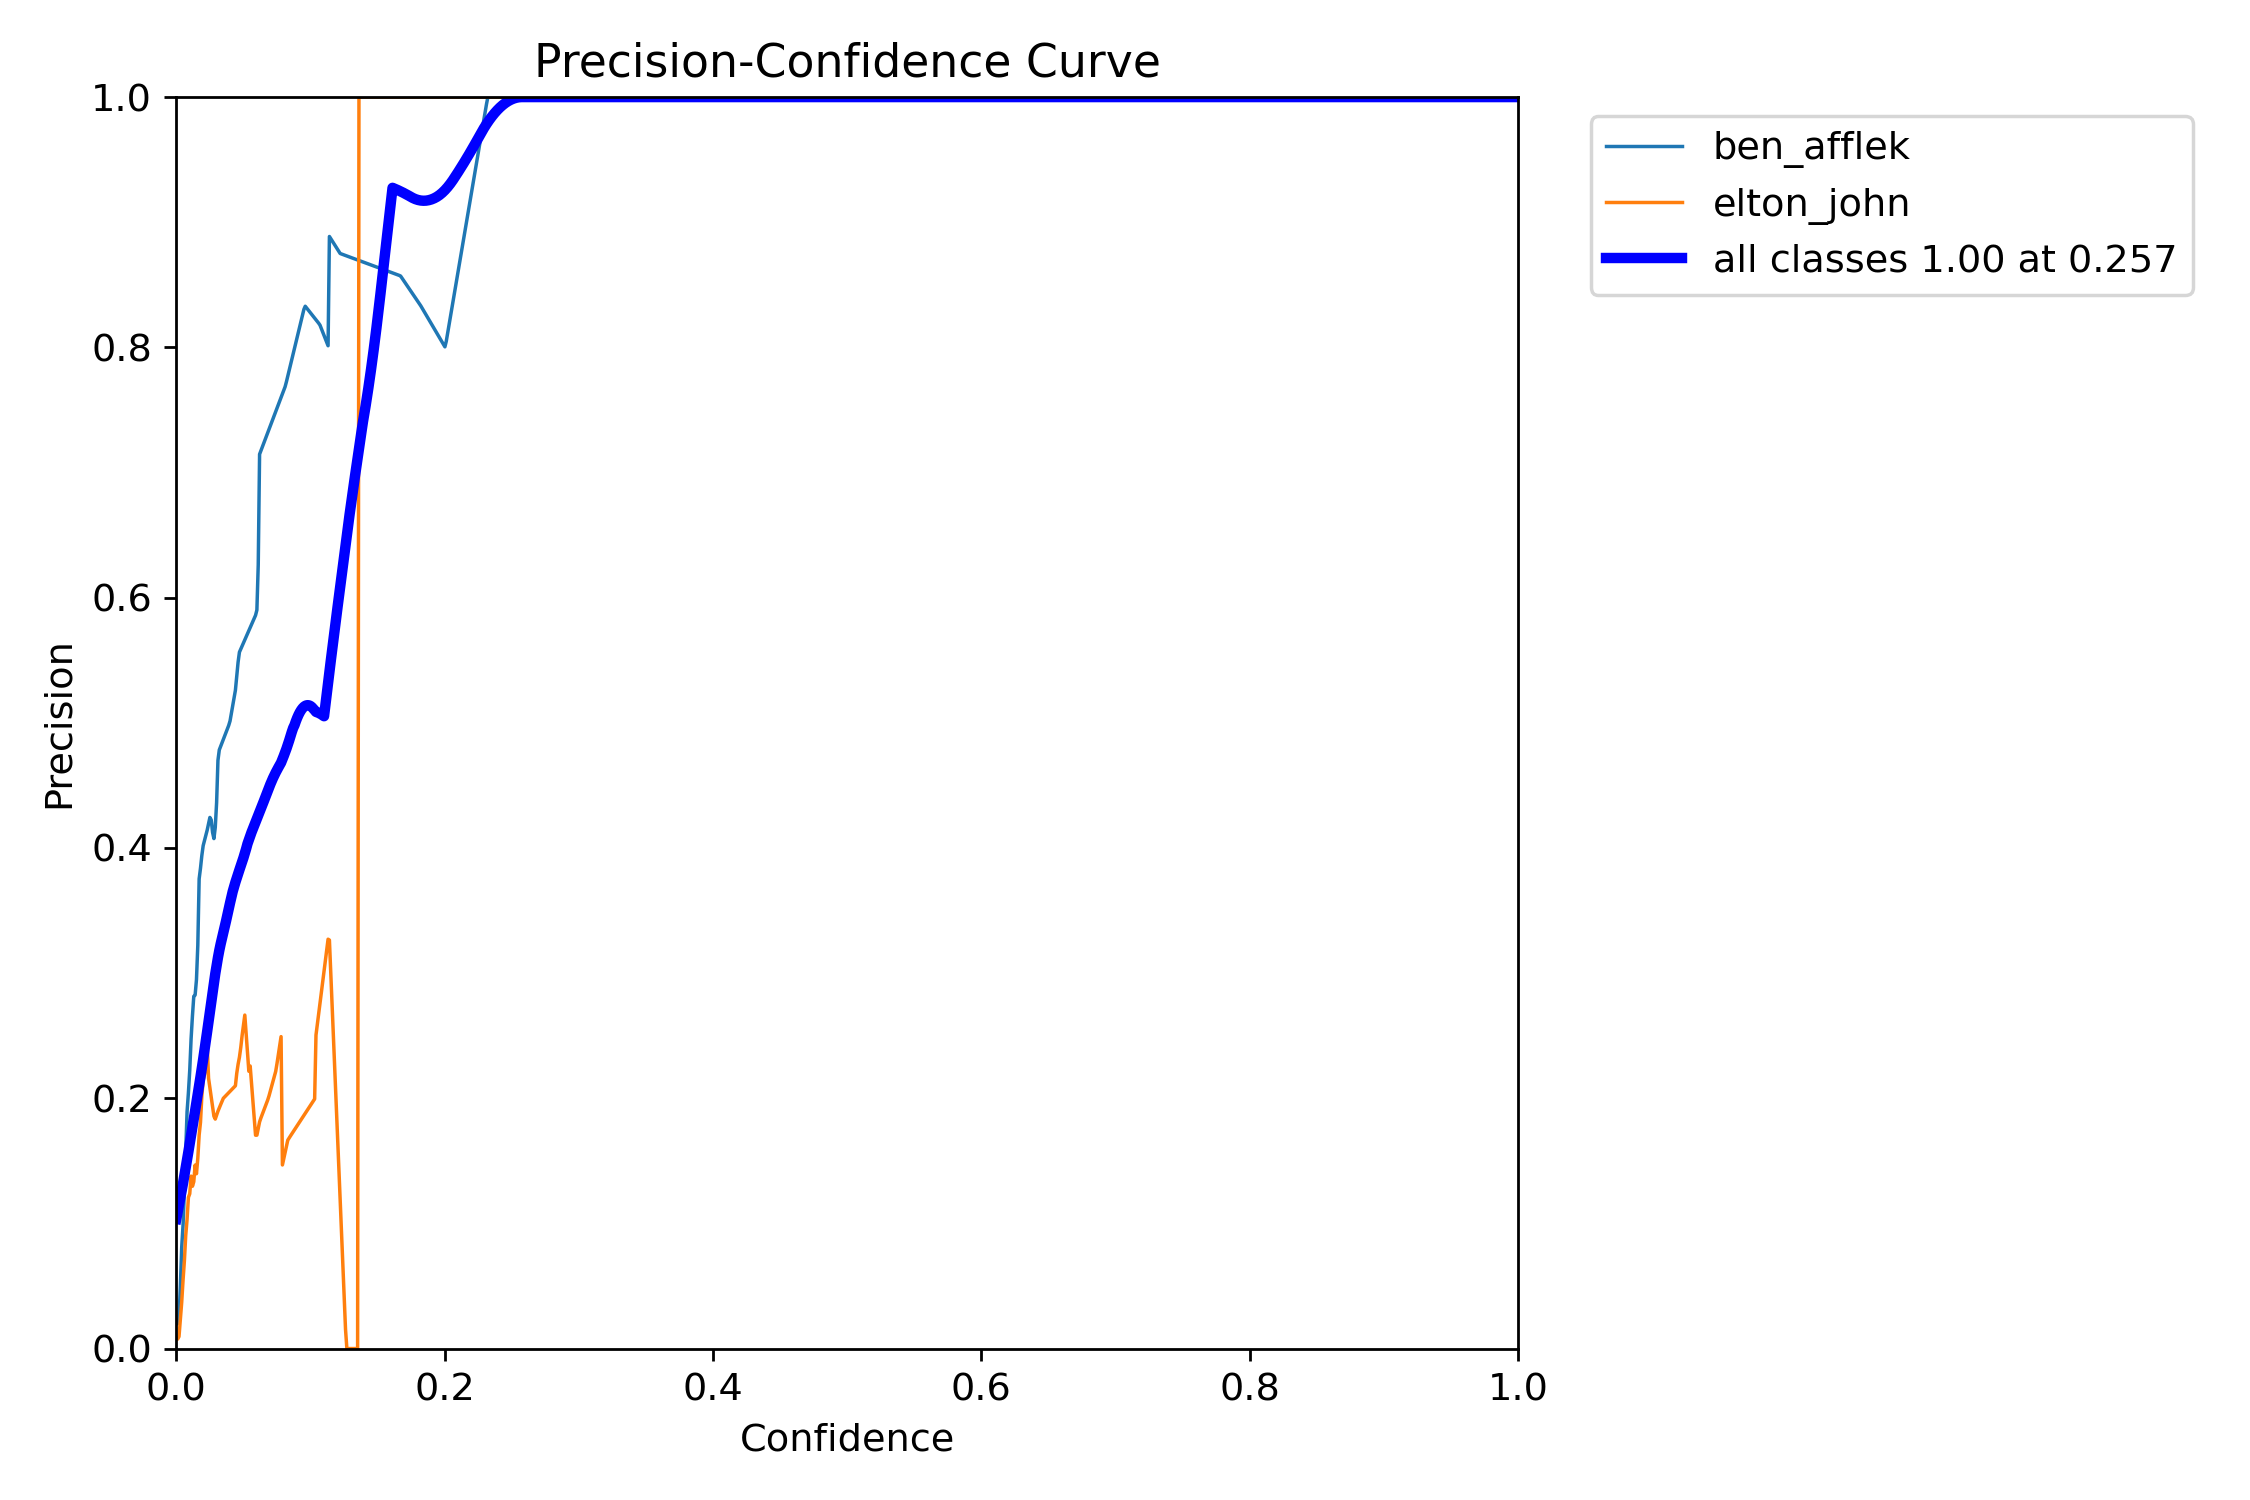 Precision-Confidence Curve
1.0
0.8
0.6
0.4
0.2
0.0
Precision
0.0 0.2 0.4 0.6 0.8 1.0
Confidence
ben_afflek
elton_john
all classes 1.00 at 0.257